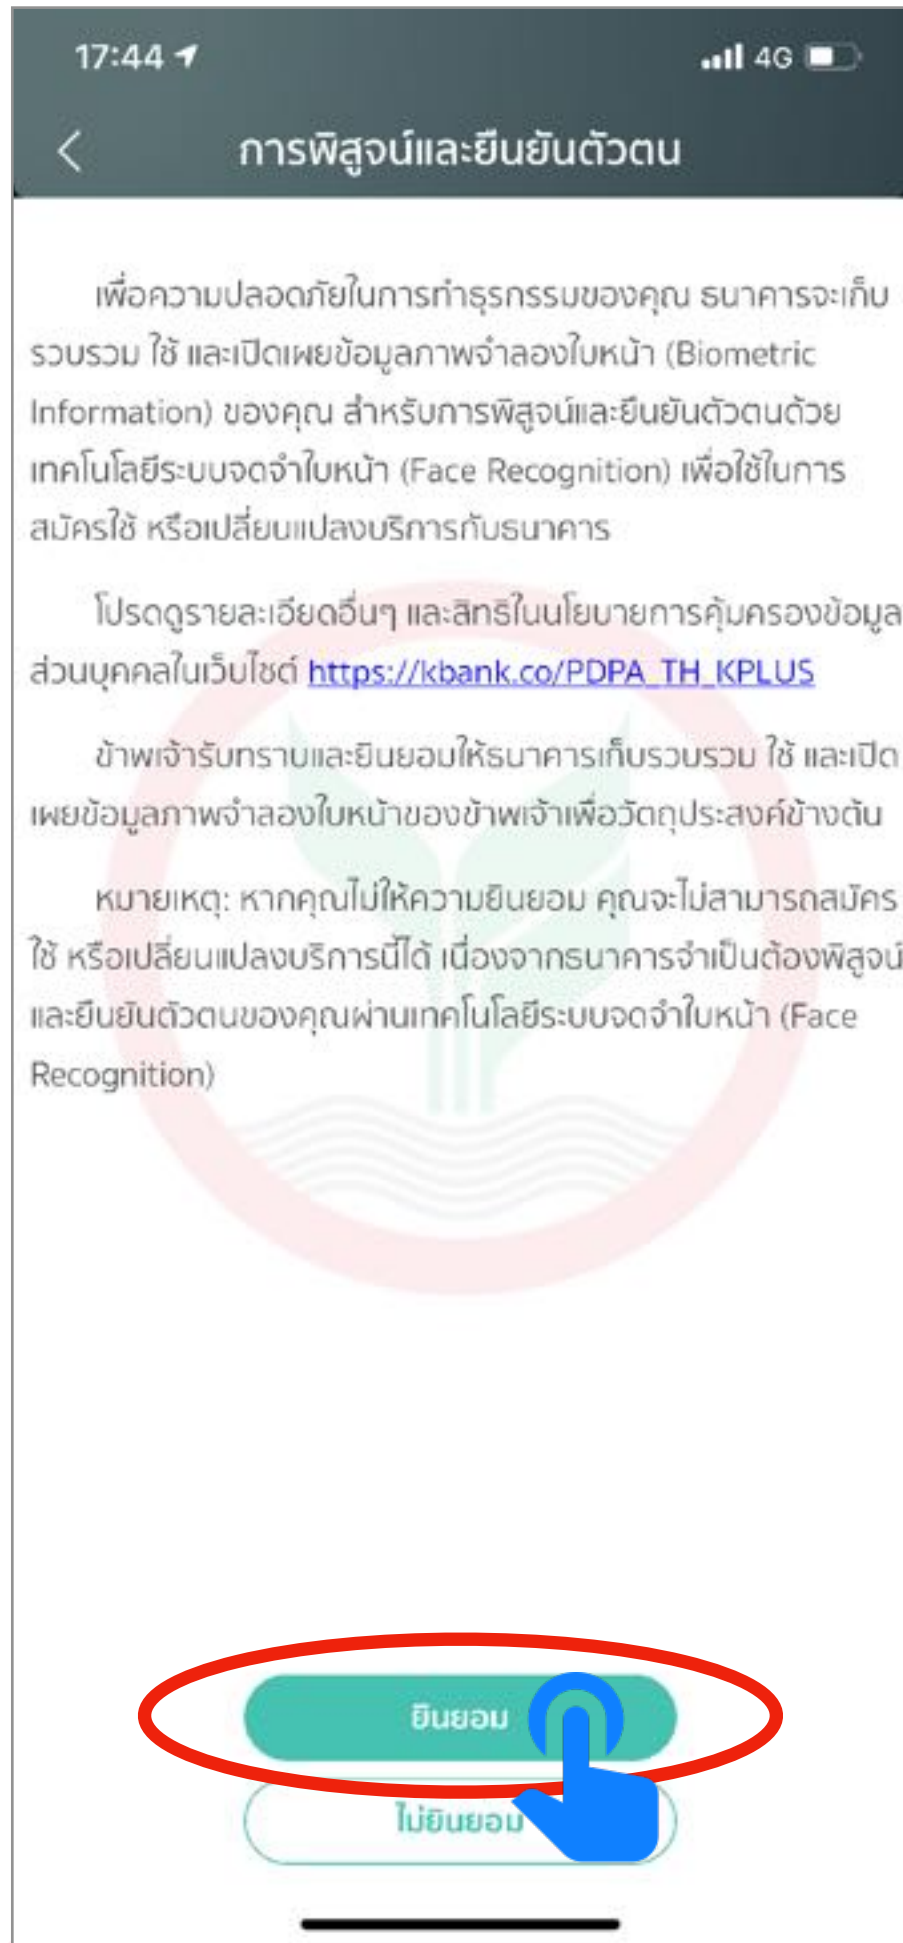 17:44
4G
การพิสูจน์และยืนยันตัวตน
เพื่อความปลอดภัยในการทำธุรกรรมของคุณ ธนาคารจะเก็บ
รวบรวม ใช้ และเปิดเผยข้อมูลภาพจำลองใบหน้า (Biometric
Information) ของคุณ สำหรับการพิสูจน์และยืนยันตัวตนด้วย
เทคโนโลยีระบบจดจำใบหน้า (Face Recognition) เพื่อใช้ในการ
สมัครใช้ หรือเปลี่ยนแปลงบริการกับธนาคาร
โปรดดูรายละเอียดอื่นๆ และสิทธิในนโยบายการคุ้มครองข้อมูล
ส่วนบุคคลในเว็บไซต์ https://kbank.co/PDPA_TH_KPLUS
ข้าพเจ้ารับทราบและยินยอมให้ธนาคารเก็บรวบรวม ใช้ และเปิด
เผยข้อมูลภาพจำลองใบหน้าของข้าพเจ้าเพื่อวัตถุประสงค์ข้างต้น
หมายเหตุ: หากคุณไม่ให้ความยินยอม คุณจะไม่สามารถสมัคร
ใช้ หรือเปลี่ยนแปลงบริการนี้ได้ เนื่องจากธนาคารจำเป็นต้องพิสูจน์
และยืนยันตัวตนของคุณผ่านเทคโนโลยีระบบจดจำใบหน้า (Face
Recognition)
ยินยอม
ไม่ยินยอม